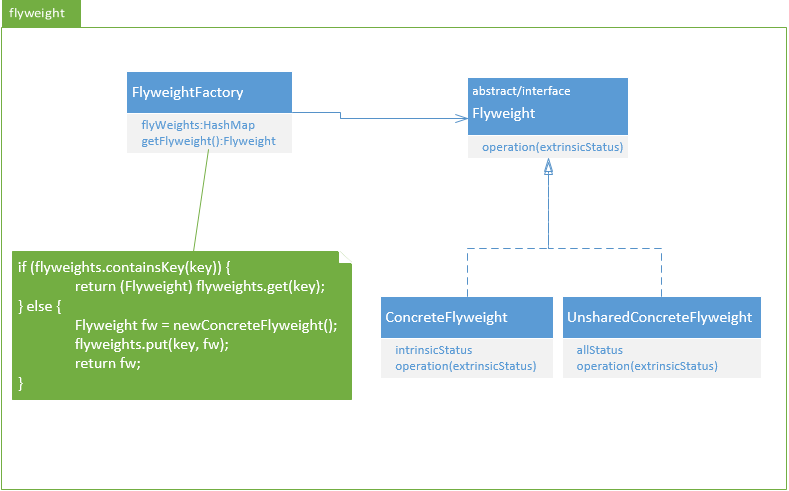 flyweight
FlyweightFactory
flyWeights:HashMap
getFlyweight():Flyweight
abstract/interface
Flyweight
operation(extrinsicStatus)
if (flyweights.containsKey(key)) {
return (Flyweight) flyweights.get(key);
} else {
Flyweight fw = newConcreteFlyweight();
flyweights.put(key, fw);
return fw;
}
ConcreteFlyweight
intrinsicStatus
operation(extrinsicStatus)
UnsharedConcreteFlyweight
allStatus
operation(extrinsicStatus)